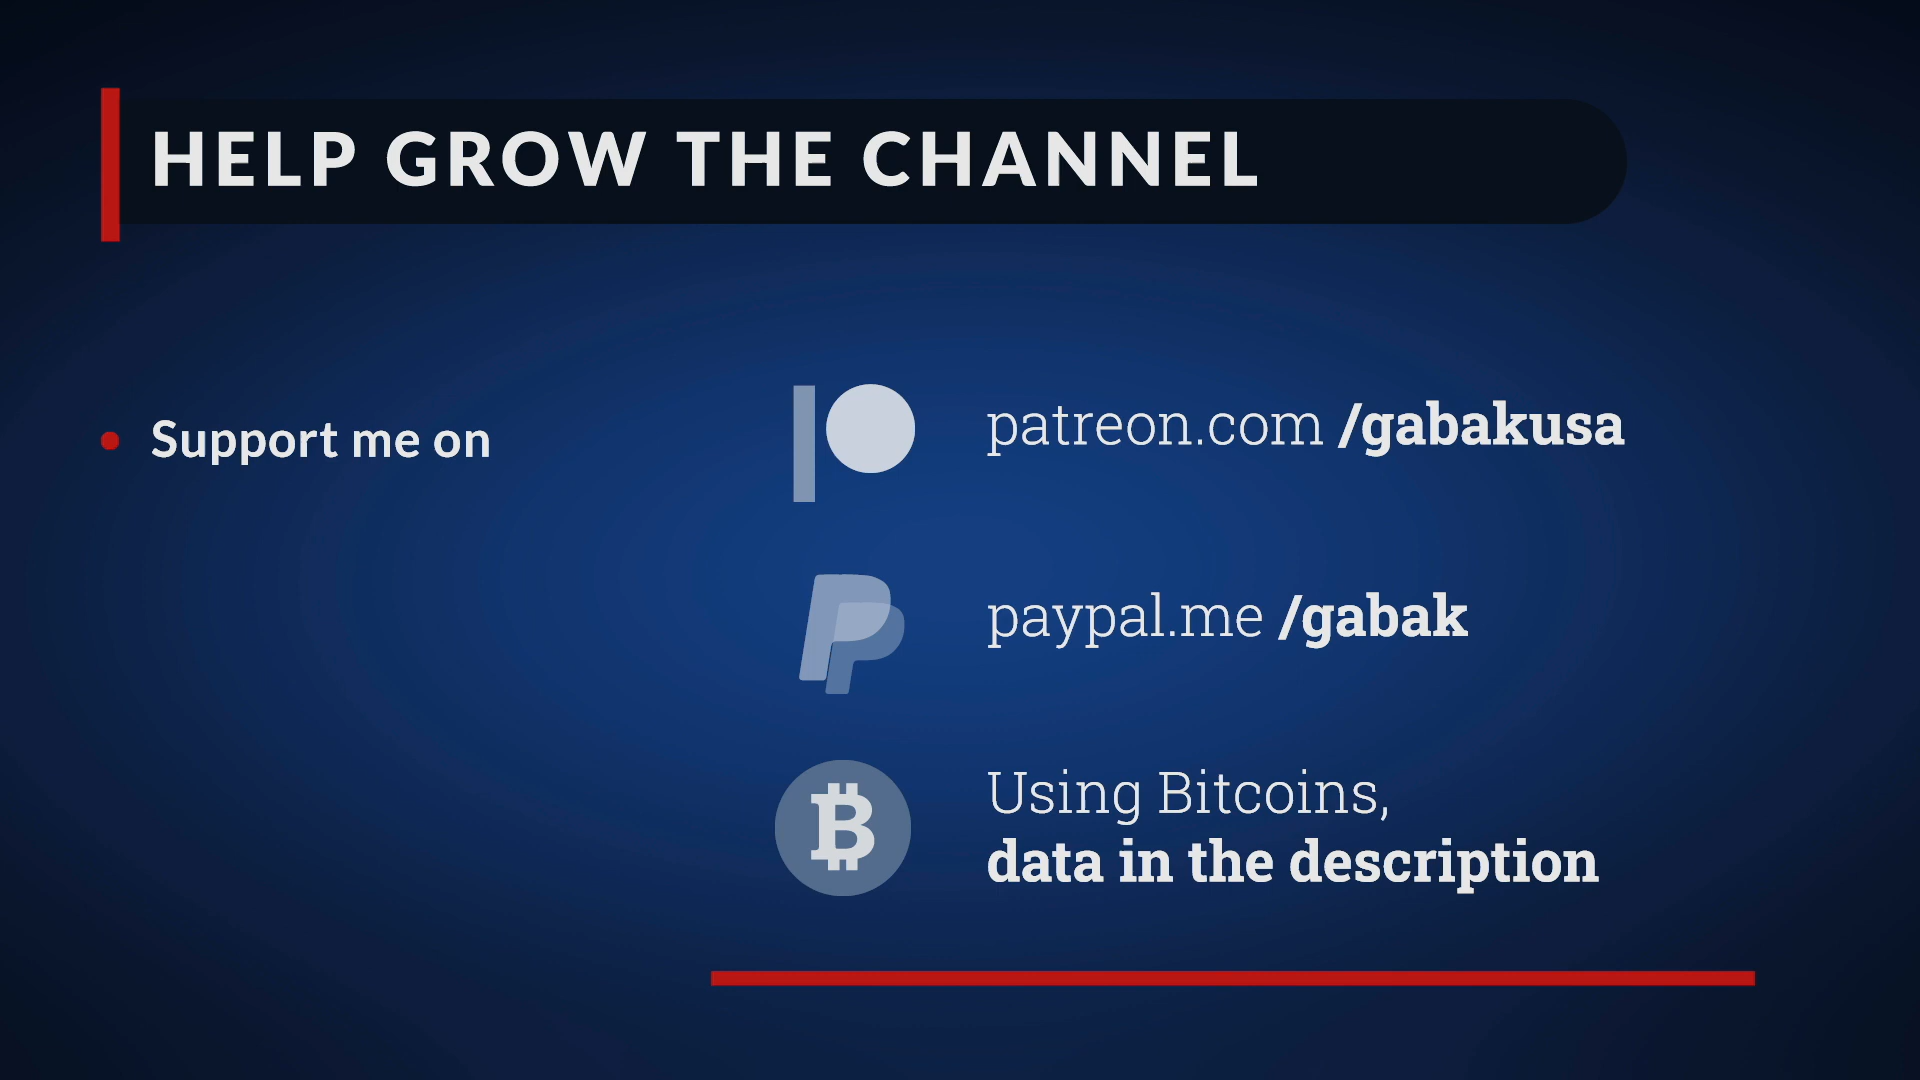 HELP GROW THE CHANNEL
Support me on
patreon.com /gabakusa
paypal.me /gabak
Using Bitcoins,
data in the description